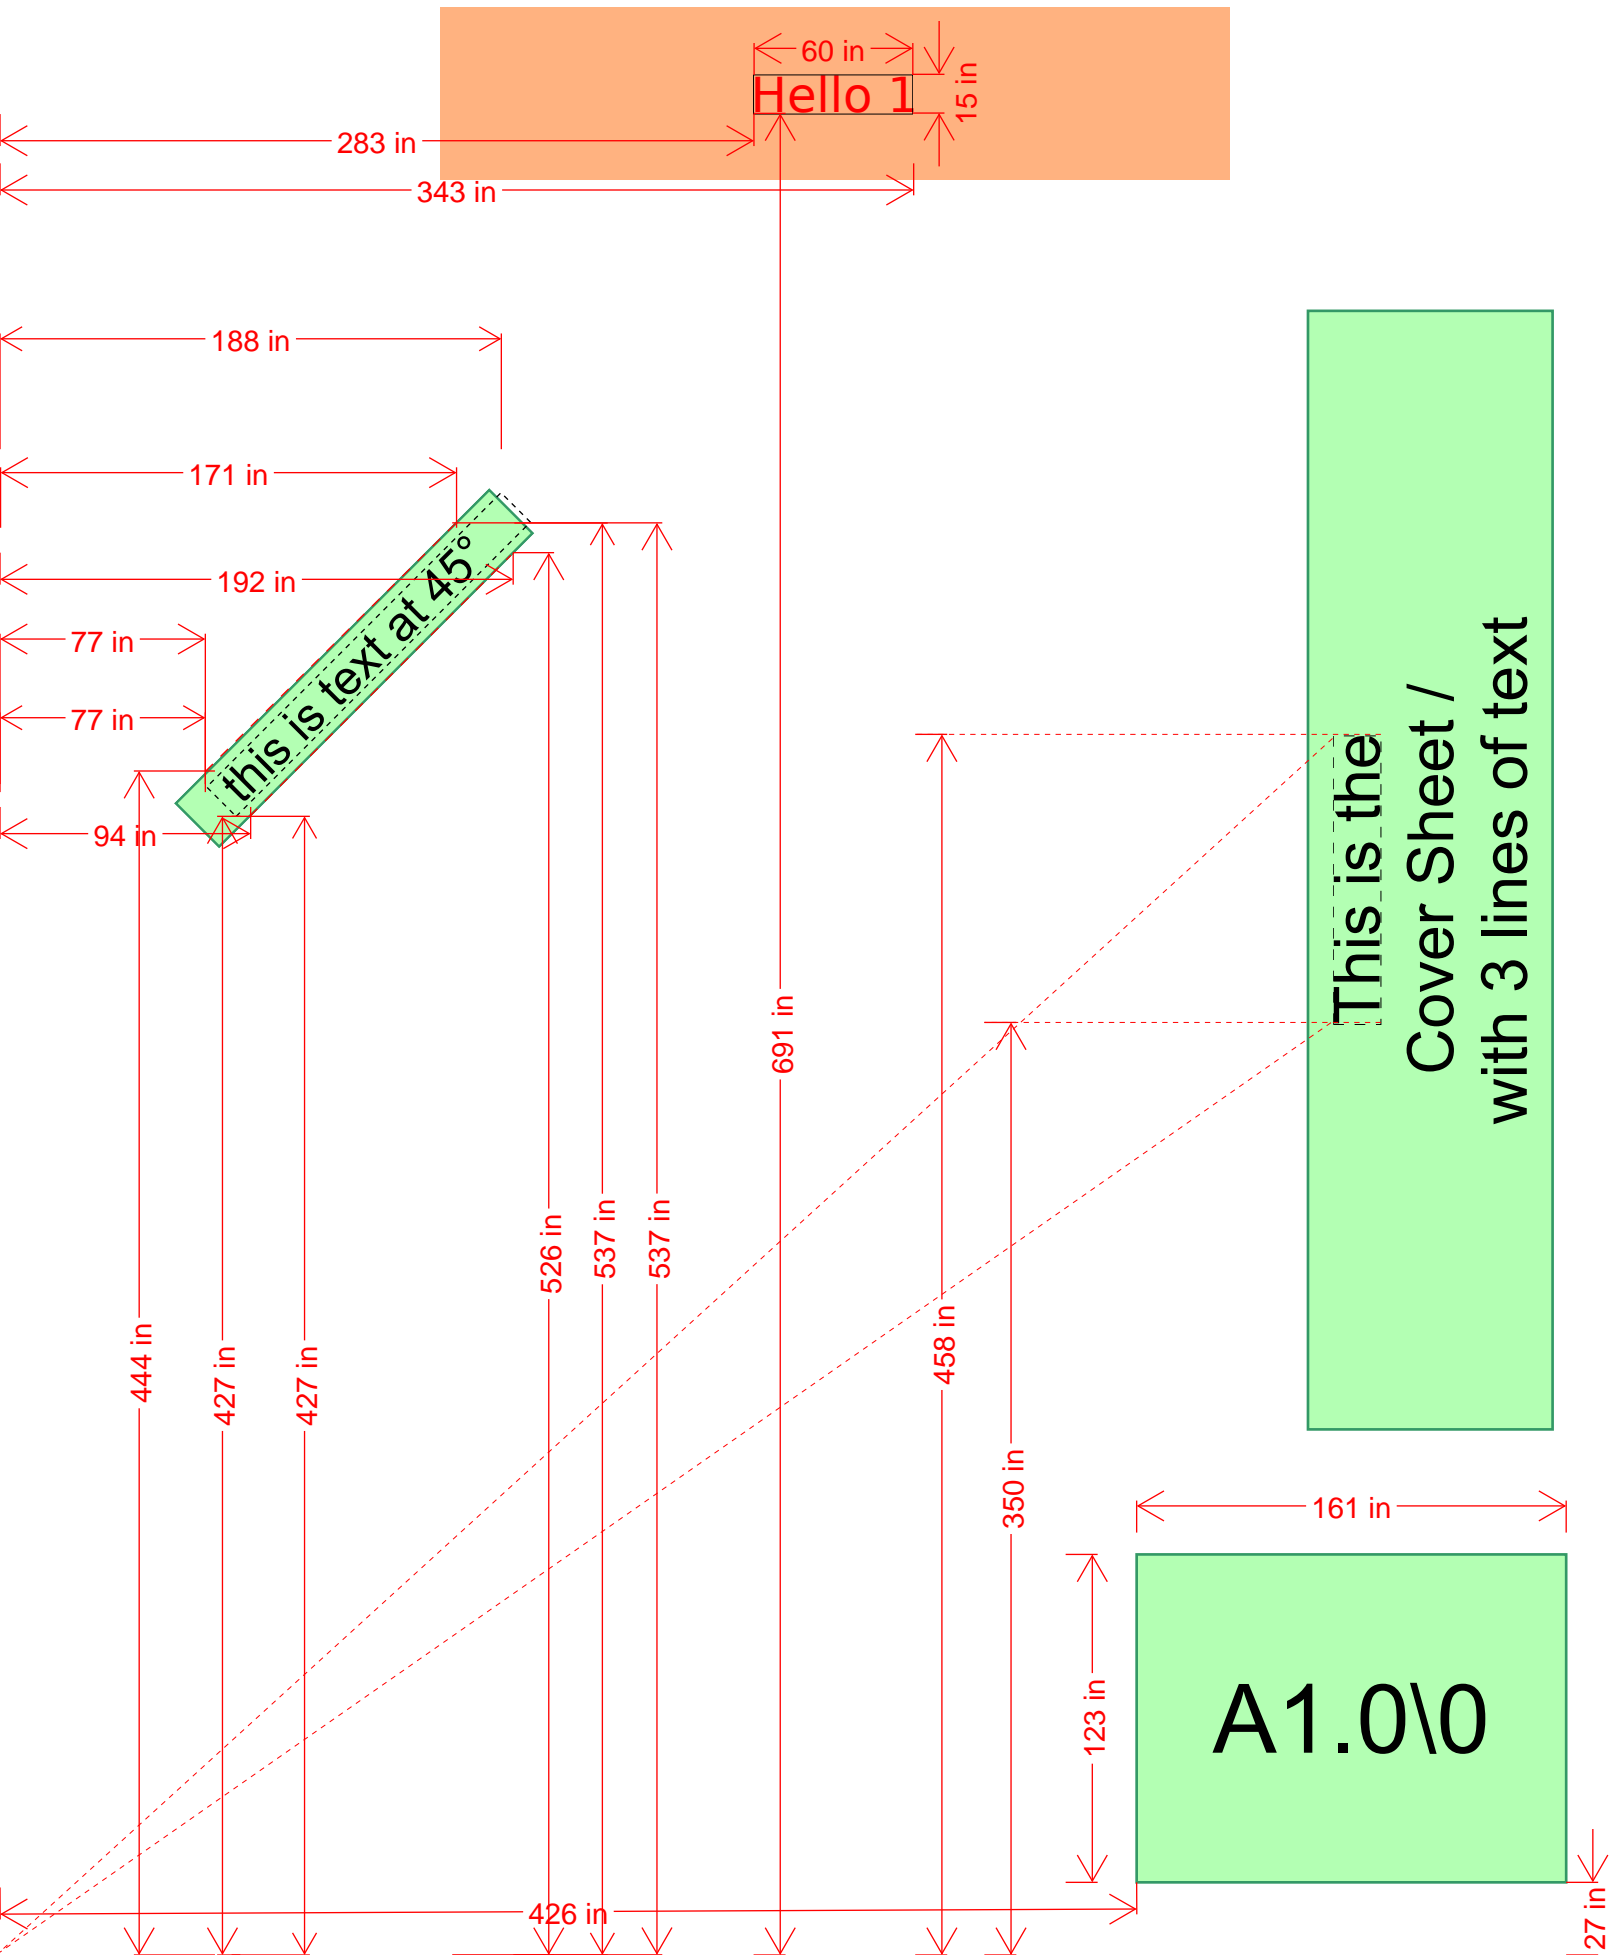 60 in
15 in
Hello 1
283 in
343 in
188 in
171 in
192 in
77 in
77 in
94 in
this is text at 45°
This is the
Cover Sheet /
with 3 lines of text
691 in
526 in
537 in
537 in
458 in
444 in
427 in
427 in
350 in
161 in
123 in
A1.0\0
426 in
27 in